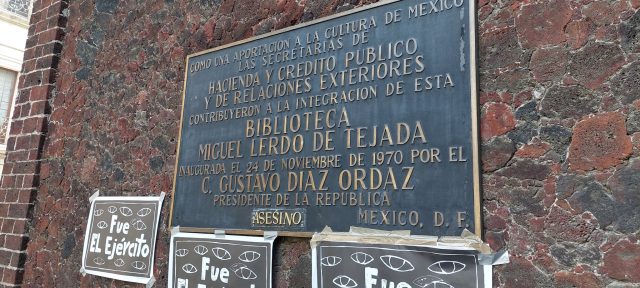 COMO UNA APORTACION A LA CULTURA DE MEXICO
LAS SECRETARIAS DE
HACIENDA Y CREDITO PUBLICO
Y DE RELACIONES EXTERIORES
CONTRIBUYERON A LA INTEGRACION DE ESTA
BIBLIOTECA
MIGUEL LERDO DE TEJADA
INAUGURADA EL 24 DE NOVIEMBRE DE 1970 POR EL
C. GUSTAVO DIAZ ORDAZ
PRESIDENTE DE LA REPUBLICA
ASESINO
MEXICO, D. F.
Fue
EL Ejército
Fue
EL
Fue